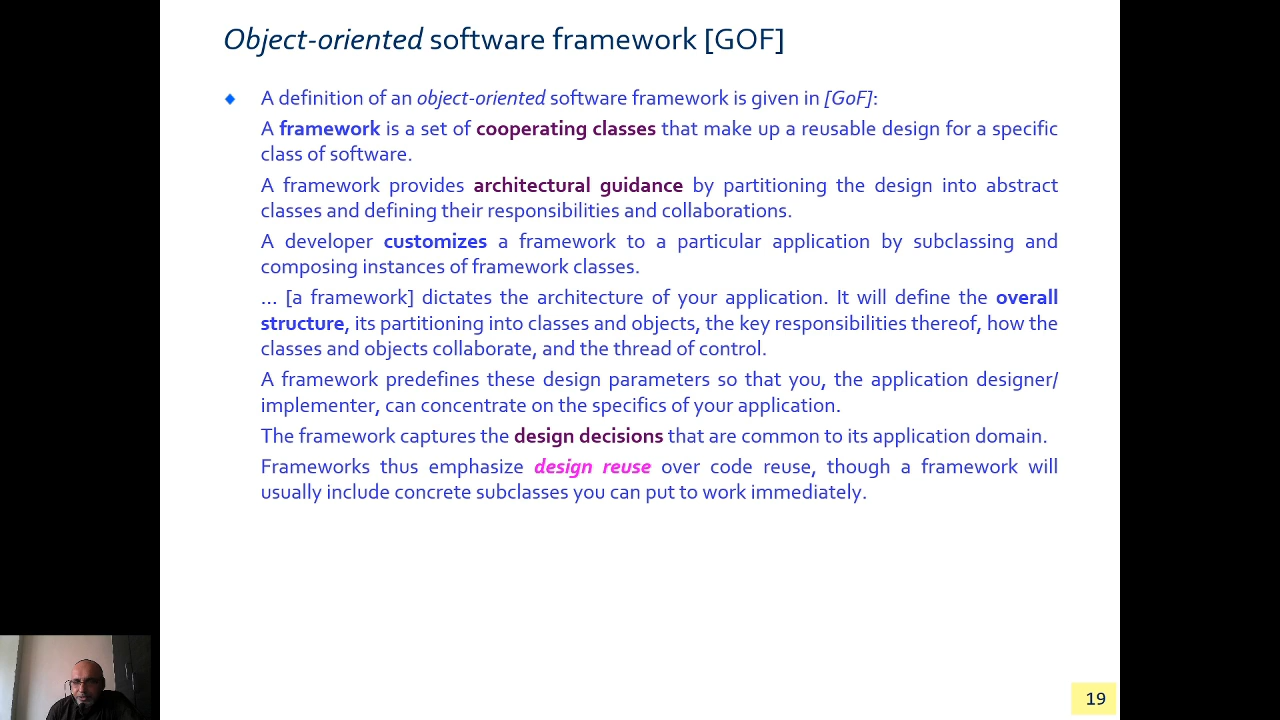 Object-oriented software framework [GOF]
A definition of an object-oriented software framework is given in [GoF]:
A framework is a set of cooperating classes that make up a reusable design for a specific
class of software.
A framework provides architectural guidance by partitioning the design into abstract
classes and defining their responsibilities and collaborations.
A developer customizes a framework to a particular application by subclassing and
composing instances of framework classes.
... [a framework] dictates the architecture of your application. It will define the overall
structure, its partitioning into classes and objects, the key responsibilities thereof, how the
classes and objects collaborate, and the thread of control.
A framework predefines these design parameters so that you, the application designer/
implementer, can concentrate on the specifics of your application.
The framework captures the design decisions that are common to its application domain.
Frameworks thus emphasize design reuse over code reuse, though a framework will
usually include concrete subclasses you can put to work immediately.
19